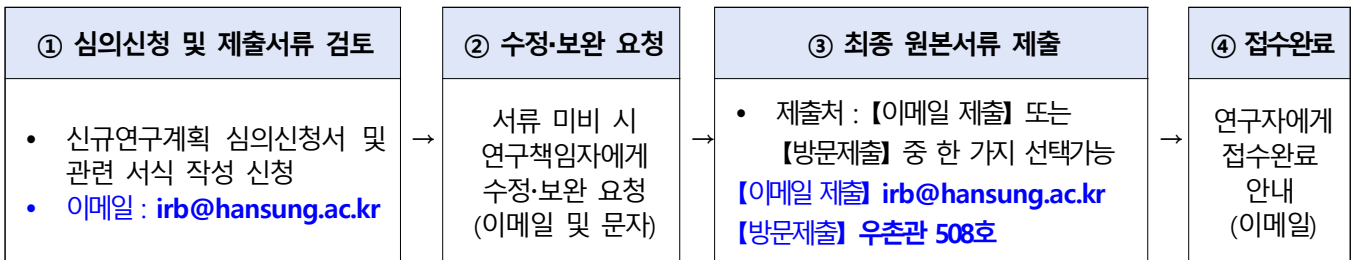 ① 심의신청 및 제출서류 검토
• 신규연구계획 심의신청서 및
관련 서식 작성 신청
• 이메일 : irb@hansung.ac.kr
→
② 수정·보완 요청
서류 미비 시
연구책임자에게
수정·보완 요청
(이메일 및 문자)
→
③ 최종 원본서류 제출
• 제출처 :【이메일 제출】또는
【방문제출】중 한 가지 선택가능
【이메일 제출】irb@hansung.ac.kr
【방문제출】우촌관 508호
→
④ 접수완료
연구자에게
접수완료
안내
(이메일)